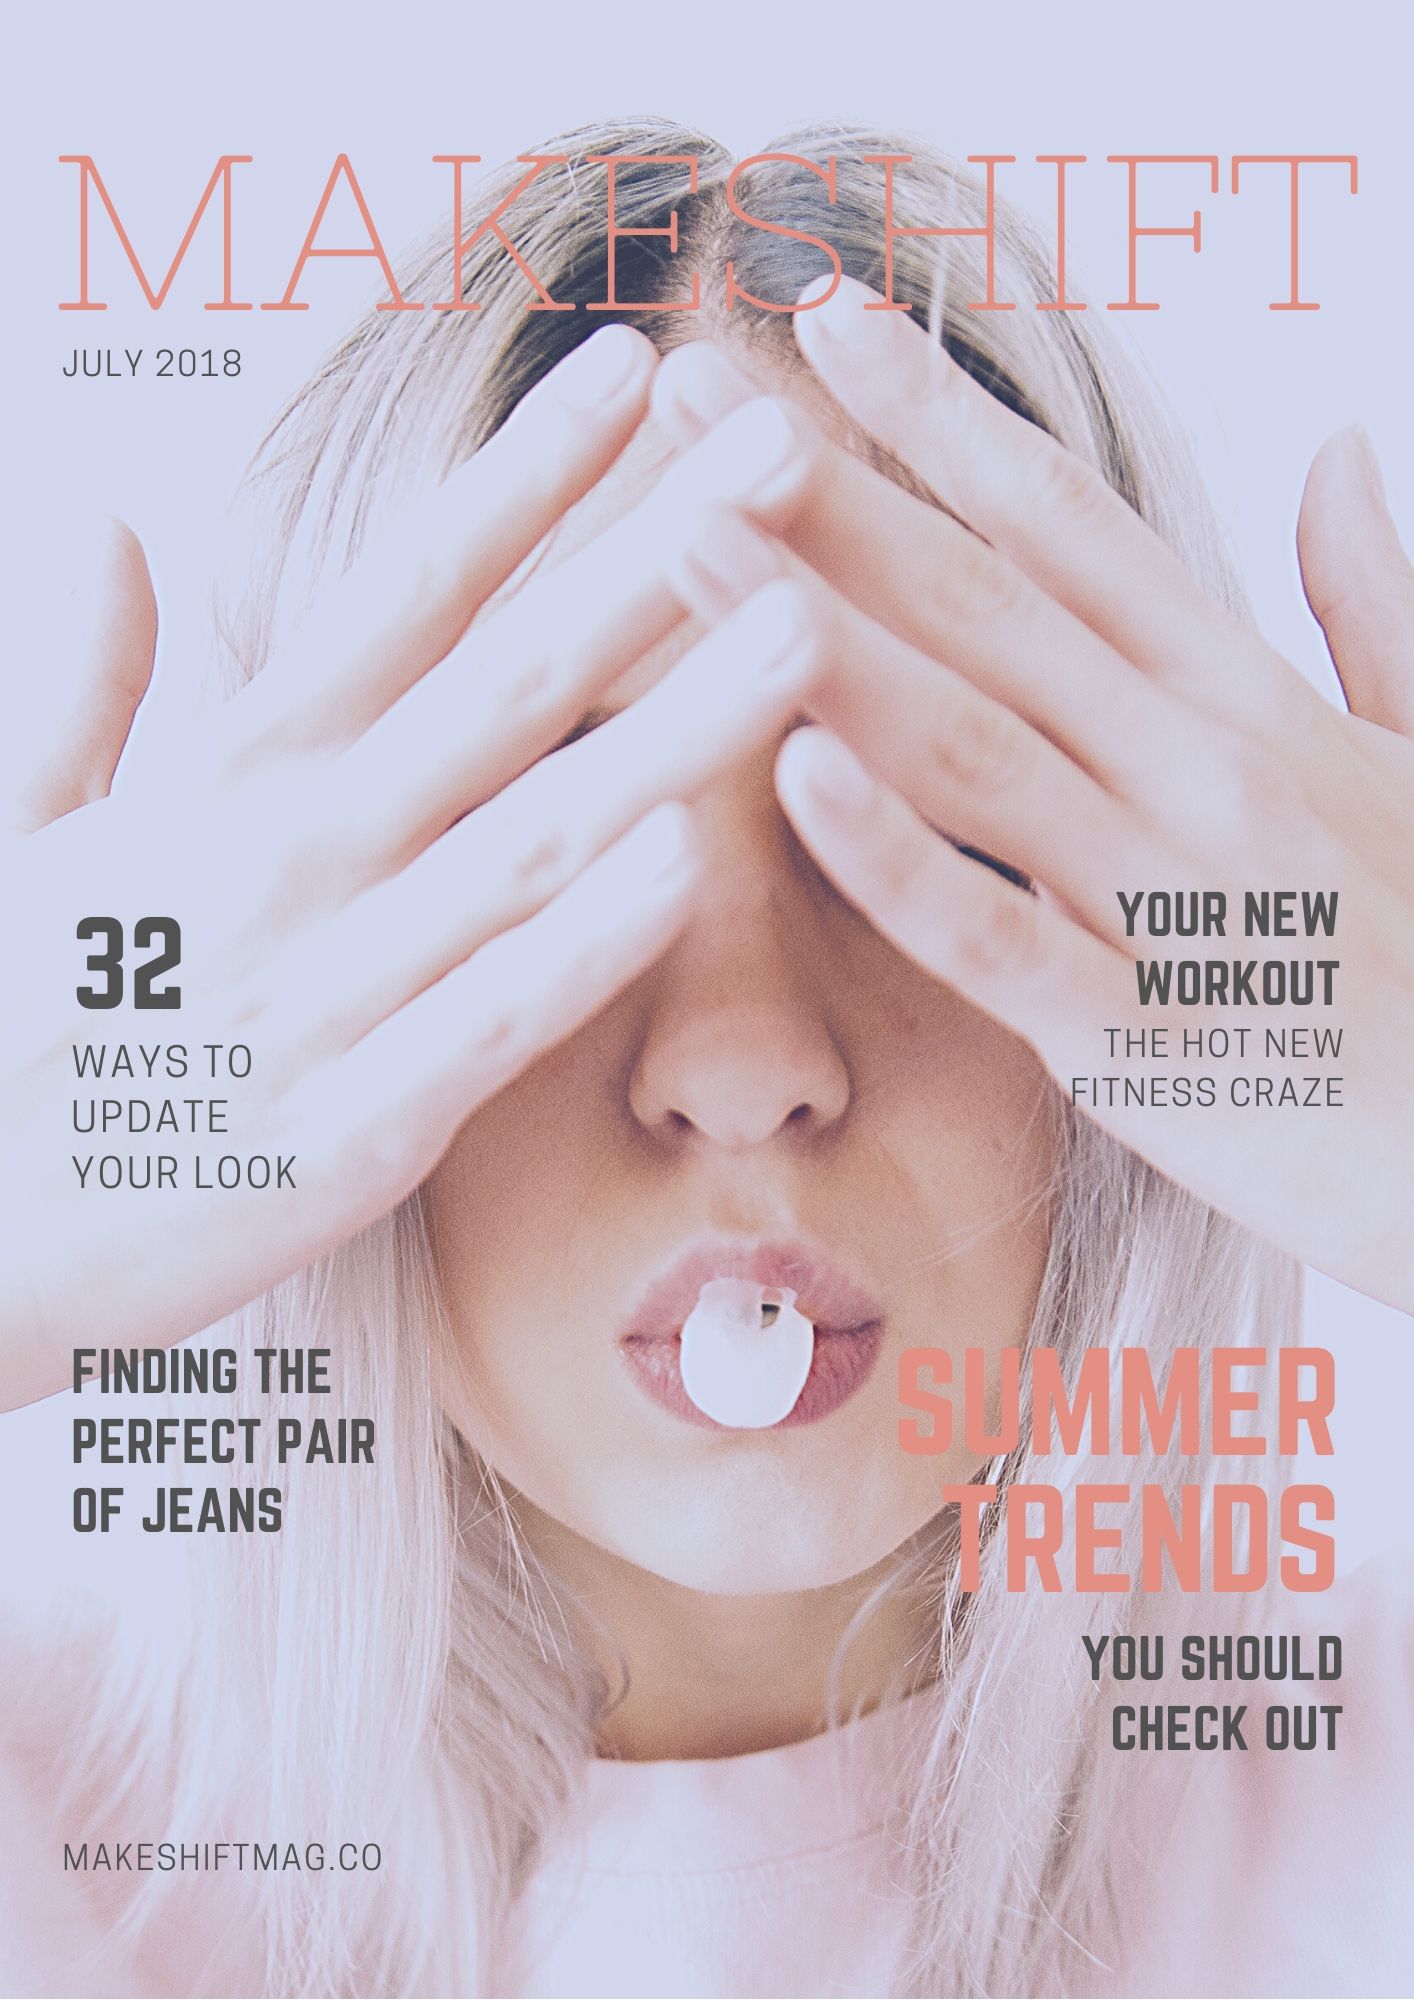 MAKESHIFT
JULY 2018
32
WAYS TO
UPDATE
YOUR LOOK
YOUR NEW
WORKOUT
THE HOT NEW
FITNESS CRAZE
FINDING THE
PERFECT PAIR
OF JEANS
SUMMER
TRENDS
YOU SHOULD
CHECK OUT
MAKESHIFTMAG.CO